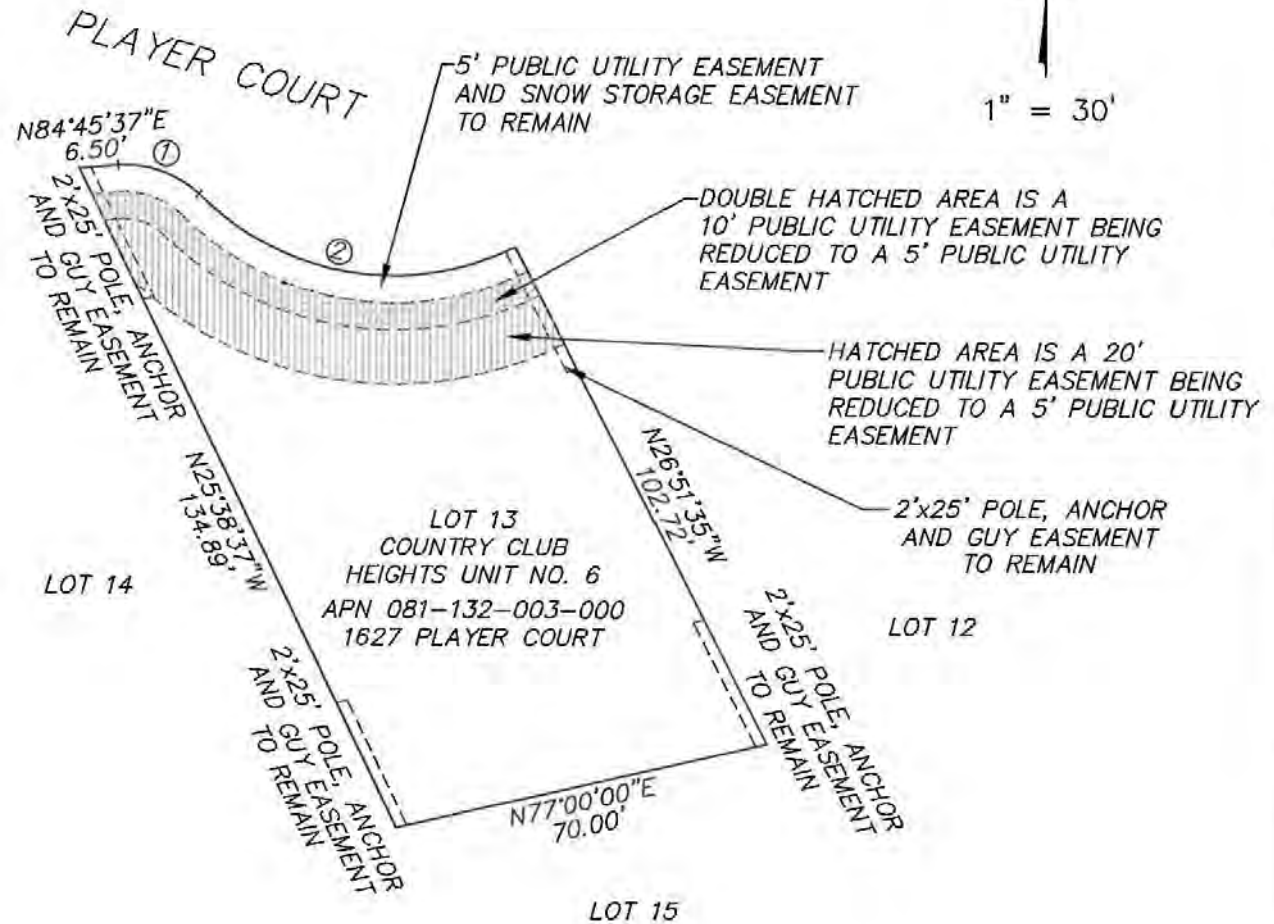 PLAYER COURT
5' PUBLIC UTILITY EASEMENT
AND SNOW STORAGE EASEMENT
TO REMAIN
1" = 30'
N84°45'37"E
6.50'
1
2
2'x25' POLE, ANCHOR
AND GUY EASEMENT
TO REMAIN
DOUBLE HATCHED AREA IS A
10' PUBLIC UTILITY EASEMENT BEING
REDUCED TO A 5' PUBLIC UTILITY
EASEMENT
HATCHED AREA IS A 20'
PUBLIC UTILITY EASEMENT BEING
REDUCED TO A 5' PUBLIC UTILITY
EASEMENT
N25°38'37"W
134.89'
N26°51'35"W
102.72'
2'x25' POLE, ANCHOR
AND GUY EASEMENT
TO REMAIN
LOT 13
COUNTRY CLUB
HEIGHTS UNIT NO. 6
APN 081-132-003-000
1627 PLAYER COURT
LOT 14
LOT 12
2'x25' POLE, ANCHOR
AND GUY EASEMENT
TO REMAIN
2'x25' POLE, ANCHOR
AND GUY EASEMENT
TO REMAIN
N77°00'00"E
70.00'
LOT 15